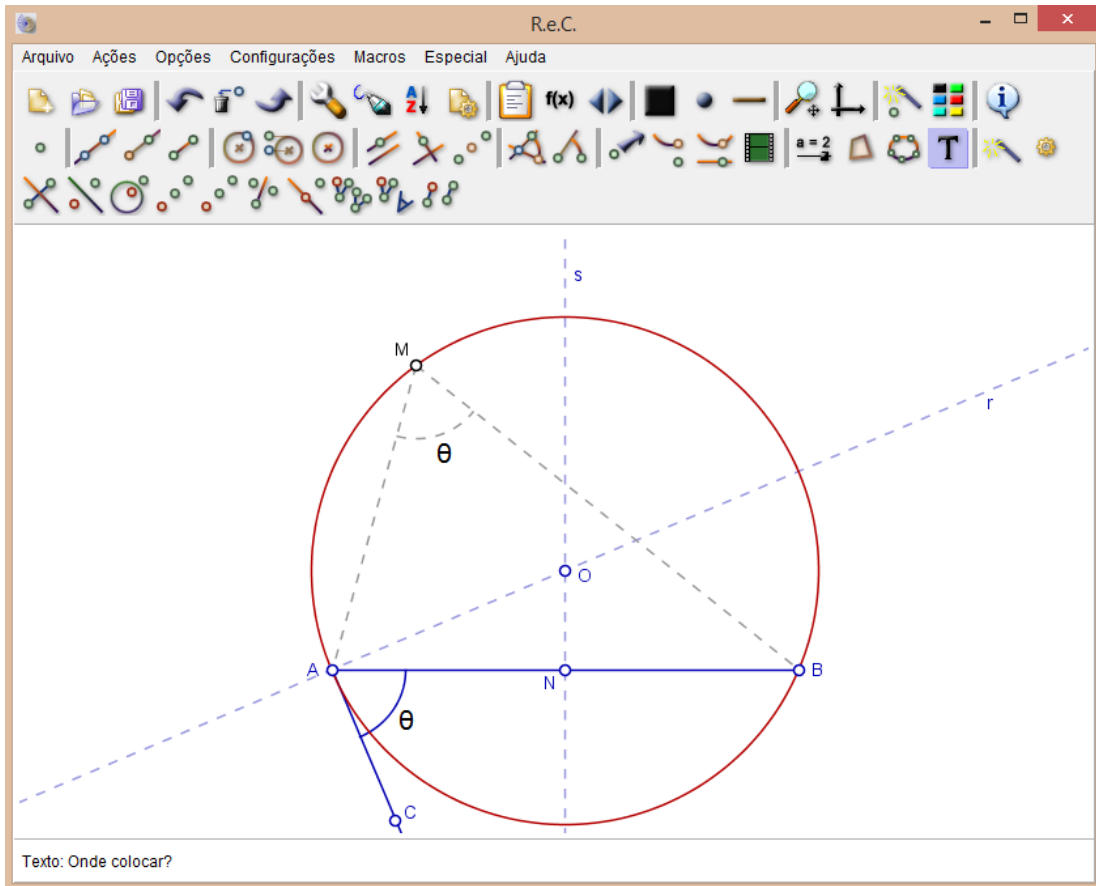 R.e.C.
Arquivo Ações Opções Configurações Macros Especial Ajuda
A Z f(x) i
a = 2 T
s
M
r
θ
O
A N B
θ
C
Texto: Onde colocar?